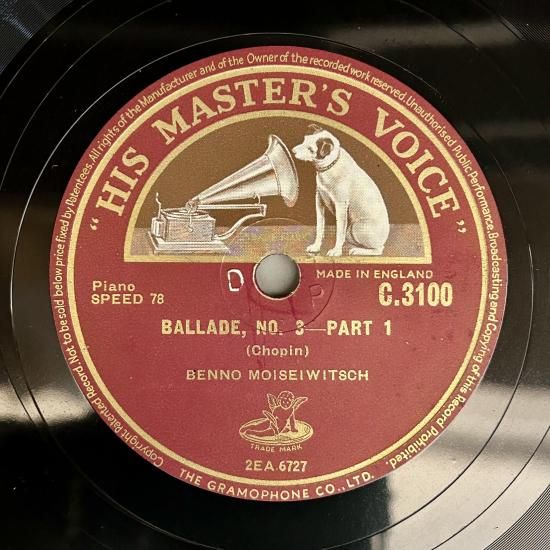 Copyright Patented Record. Not to be sold below price fixed by Patentees. All rights of the Manufacturer and of the Owner of the recorded work reserved. Unauthorised Public Performance, Broadcasting and Copying of this Record Prohibited.
"HIS MASTER'S VOICE"
D
P
MADE IN ENGLAND
Piano
SPEED 78
C.3100
BALLADE, NO. 3—PART 1
(Chopin)
BENNO MOISEIWITSCH
TRADE MARK
2EA.6727
THE GRAMOPHONE CO., LTD.